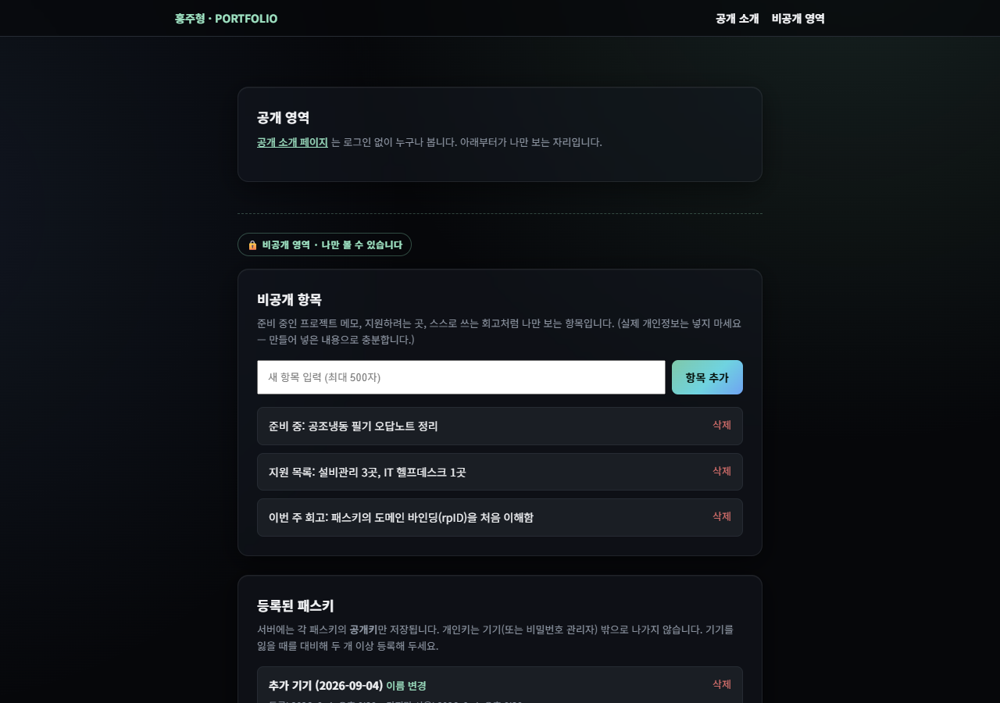 홍주형 · PORTFOLIO
공개 소개 비공개 영역
공개 영역
공개 소개 페이지 는 로그인 없이 누구나 봅니다. 아래부터가 나만 보는 자리입니다.
🔒 비공개 영역 · 나만 볼 수 있습니다
비공개 항목
준비 중인 프로젝트 메모, 지원하려는 곳, 스스로 쓰는 회고처럼 나만 보는 항목입니다. (실제 개인정보는 넣지 마세요
— 만들어 넣은 내용으로 충분합니다.)
새 항목 입력 (최대 500자)
항목 추가
준비 중: 공조냉동 필기 오답노트 정리 삭제
지원 목록: 설비관리 3곳, IT 헬프데스크 1곳 삭제
이번 주 회고: 패스키의 도메인 바인딩(rpID)을 처음 이해함 삭제
등록된 패스키
서버에는 각 패스키의 공개키만 저장됩니다. 개인키는 기기(또는 비밀번호 관리자) 밖으로 나가지 않습니다. 기기를
잃을 때를 대비해 두 개 이상 등록해 두세요.
추가 기기 (2026-09-04) 이름 변경 삭제